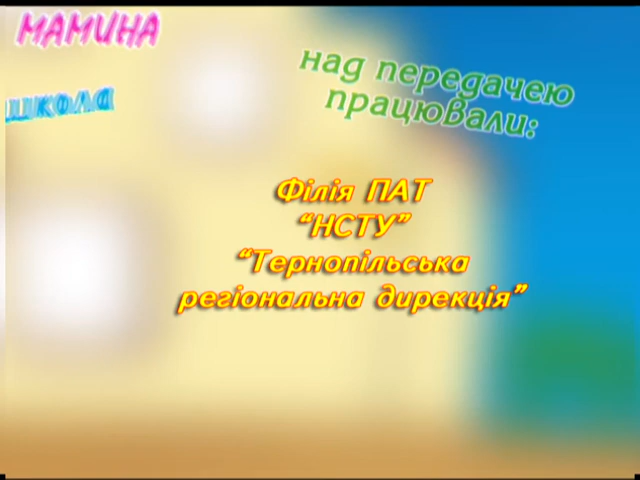 МАМИНА
школа
над передачею
працювали:
Філія ПАТ
“НСТУ”
“Тернопільська
регіональна дирекція”